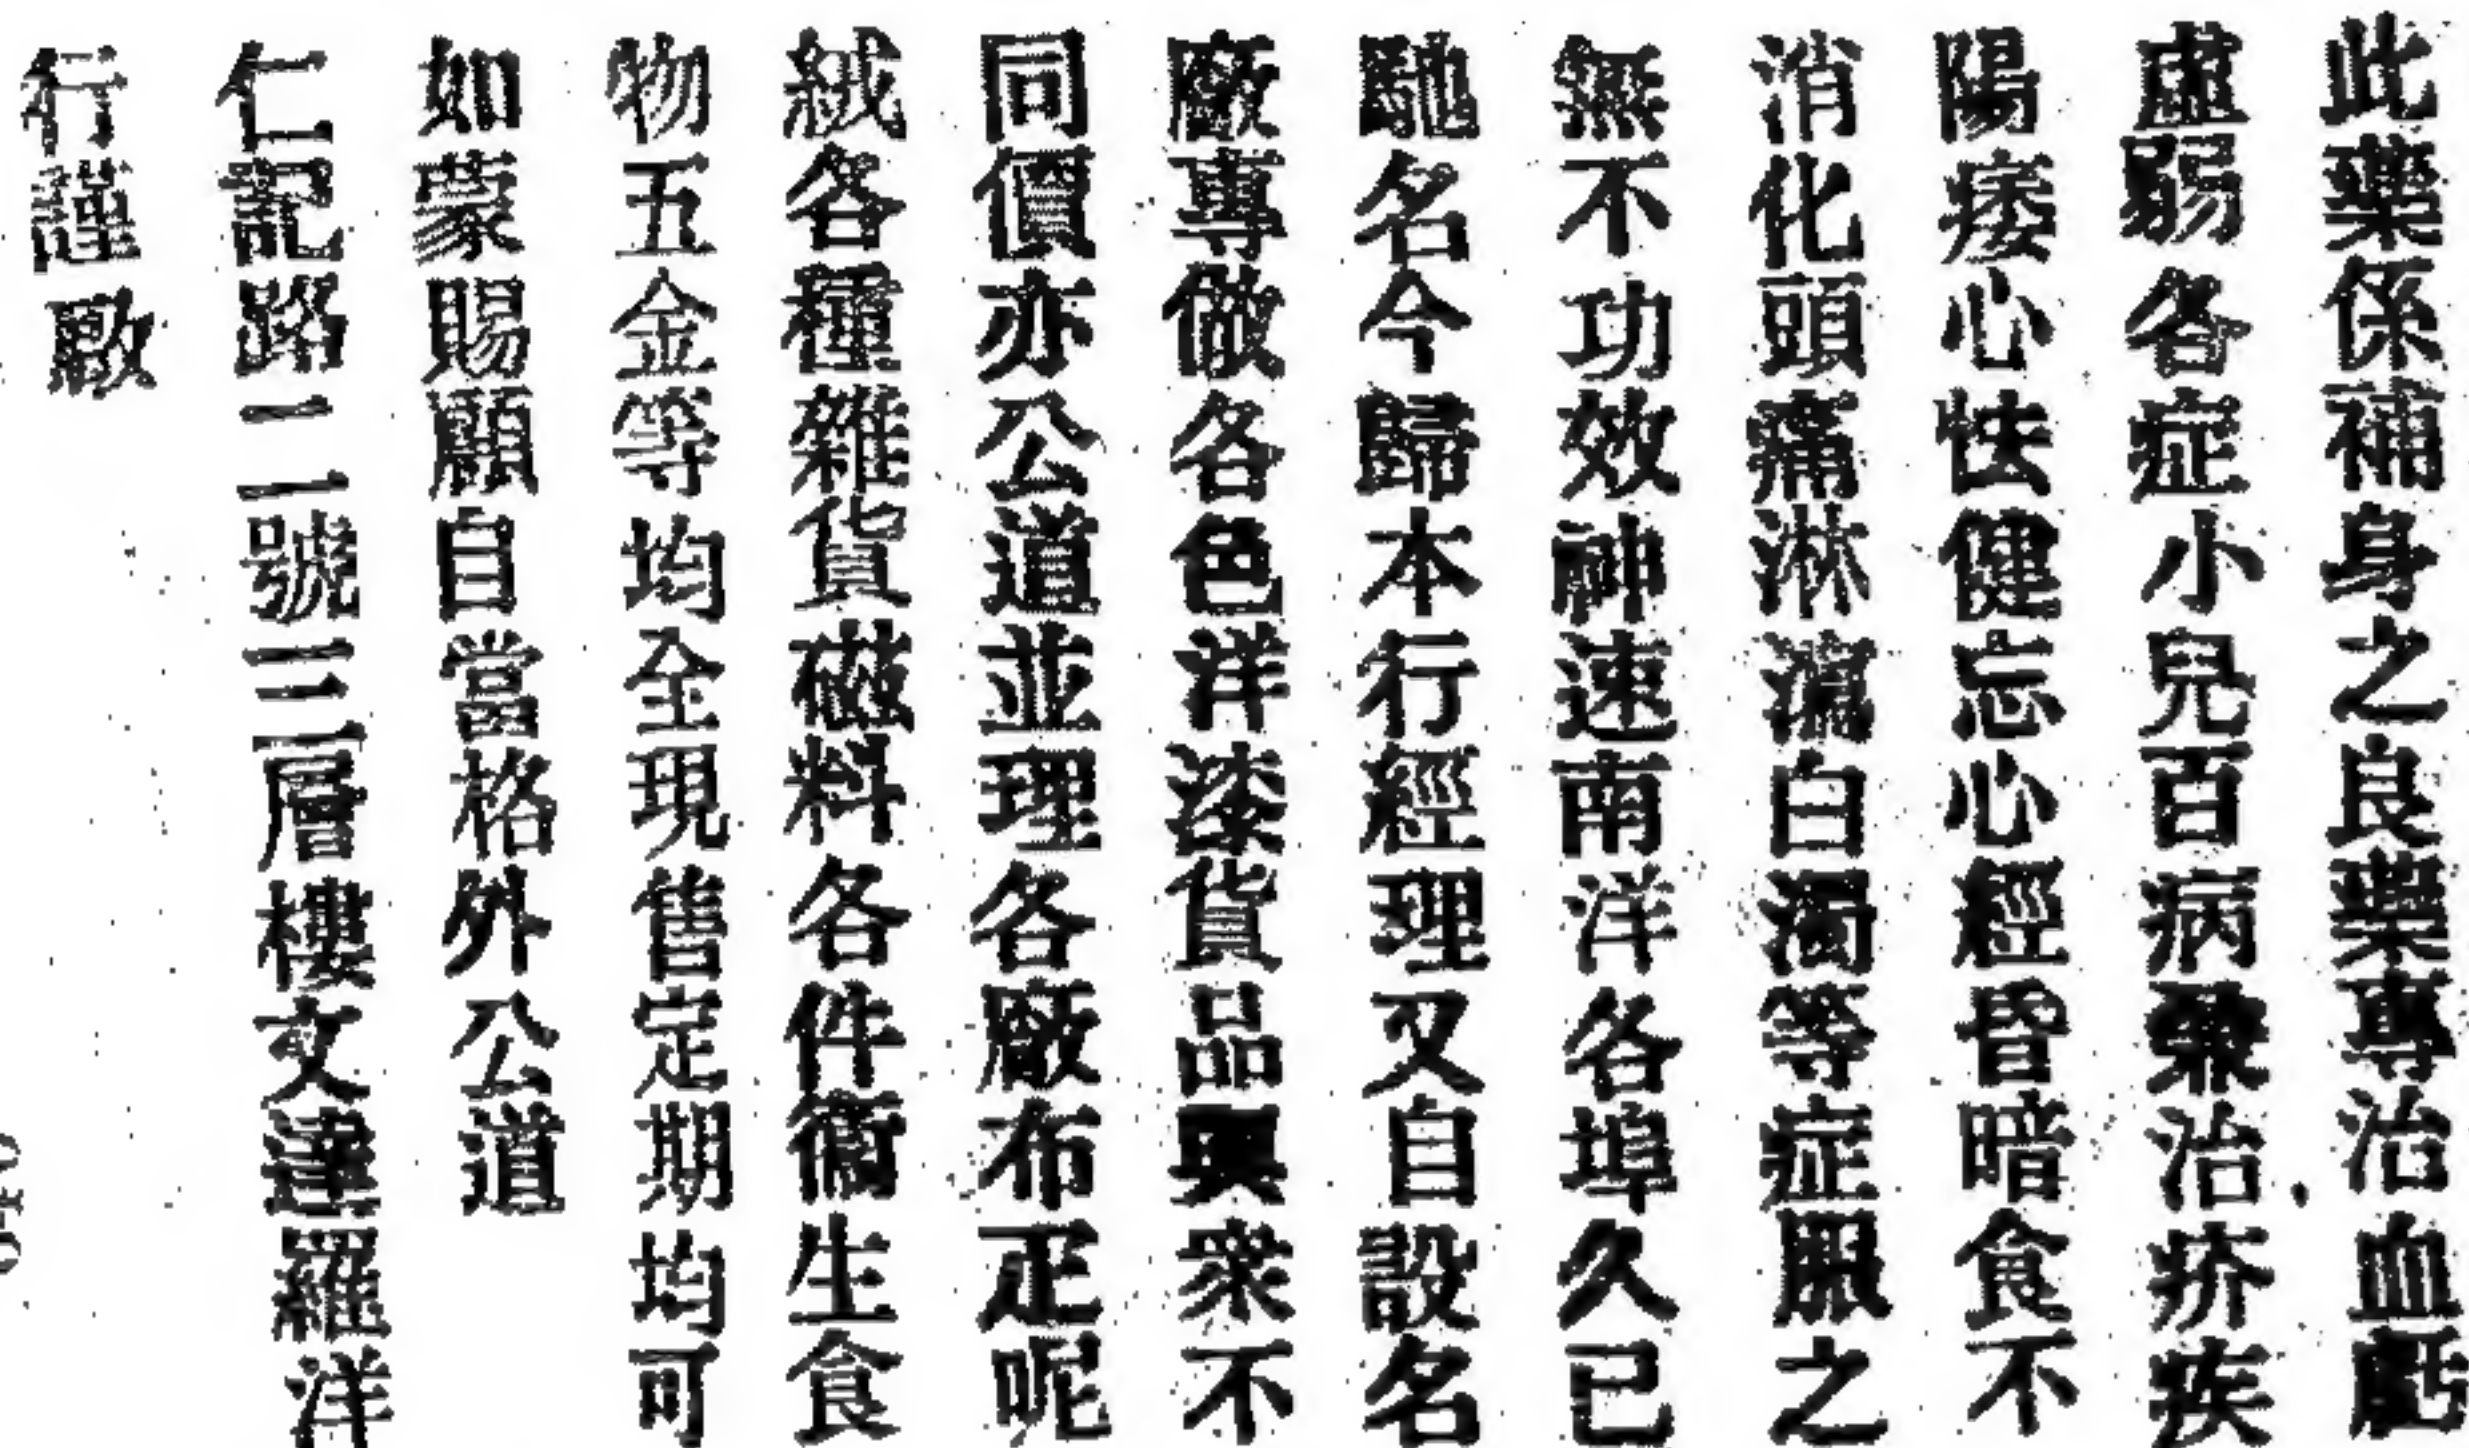 此藥係補身之良藥專治血虧
虛弱各症小兒百病兼治疥疾
陽痿心怯健忘心經昏暗食不
消化頭痛淋濁白濁等症服之
無不功效神速南洋各埠久已
馳名今歸本行經理又自設名
廠專做各色洋漆貨品與衆不
同價亦公道並理各廠布疋呢
絨各種雜貨磁料各件衛生食
物五金等均全現售定期均可
如蒙賜顧自當格外公道
仁記路二號三層樓文達羅洋
行謹啟